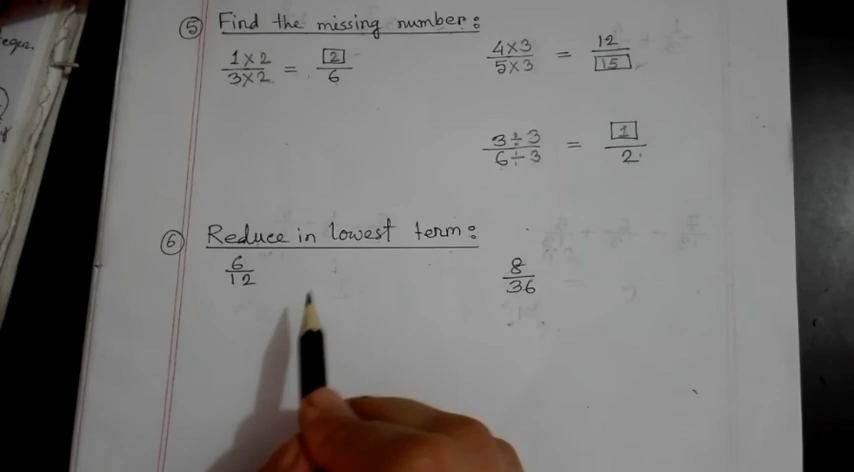 ⑤ Find the missing number:
1×2/3×2 = 2/6
4×3/5×3 = 12/15
3÷3/6÷3 = 1/2
⑥ Reduce in lowest term:
6/12
8/36